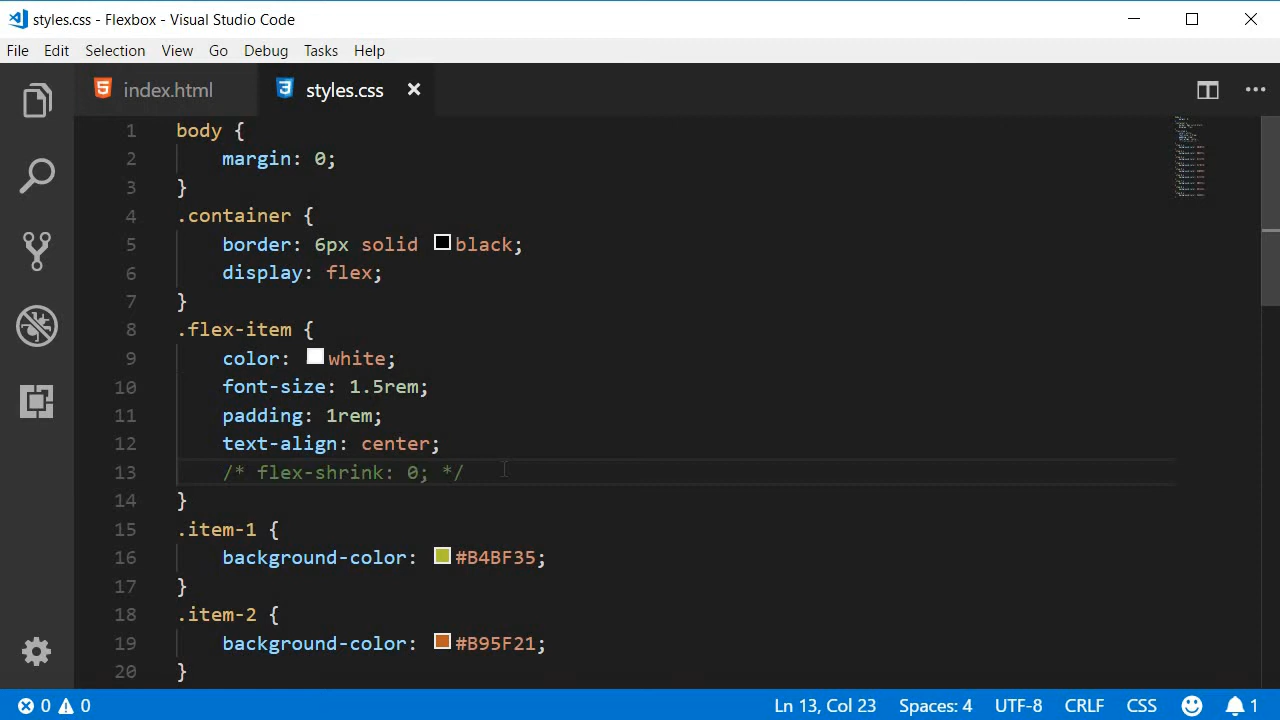 styles.css - Flexbox - Visual Studio Code
File Edit Selection View Go Debug Tasks Help
index.html styles.css
1 body {
2 margin: 0;
3 }
4 .container {
5 border: 6px solid black;
6 display: flex;
7 }
8 .flex-item {
9 color: white;
10 font-size: 1.5rem;
11 padding: 1rem;
12 text-align: center;
13 /* flex-shrink: 0; */
14 }
15 .item-1 {
16 background-color: #B4BF35;
17 }
18 .item-2 {
19 background-color: #B95F21;
20 }
0 0 Ln 13, Col 23 Spaces: 4 UTF-8 CRLF CSS 1